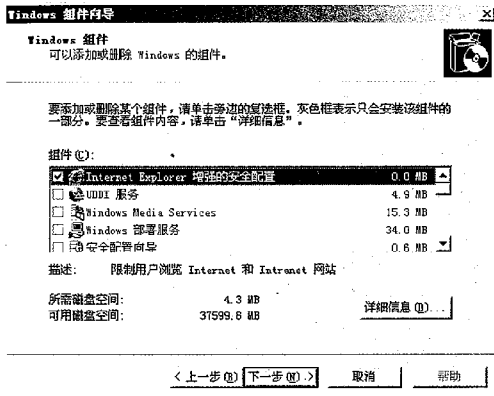 Windows 组件向导
Windows 组件
可以添加或删除 Windows 的组件。
要添加或删除某个组件，请单击旁边的复选框。灰色框表示只会安装该组件的
一部分。要查看组件内容，请单击“详细信息”。
组件(C):
Internet Explorer 增强的安全配置 0.0 MB
UDDI 服务 4.9 MB
Windows Media Services 15.3 MB
Windows 部署服务 34.0 MB
安全配置向导 0.6 MB
描述: 限制用户浏览 Internet 和 Intranet 网站
所需磁盘空间: 4.3 MB
可用磁盘空间: 37599.6 MB
详细信息(D)...
<上一步(B) 下一步(N)> 取消 帮助